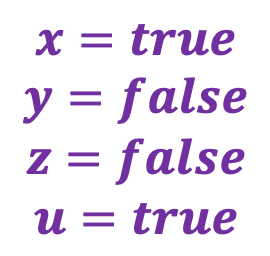 x = true
y = false
z = false
u = true